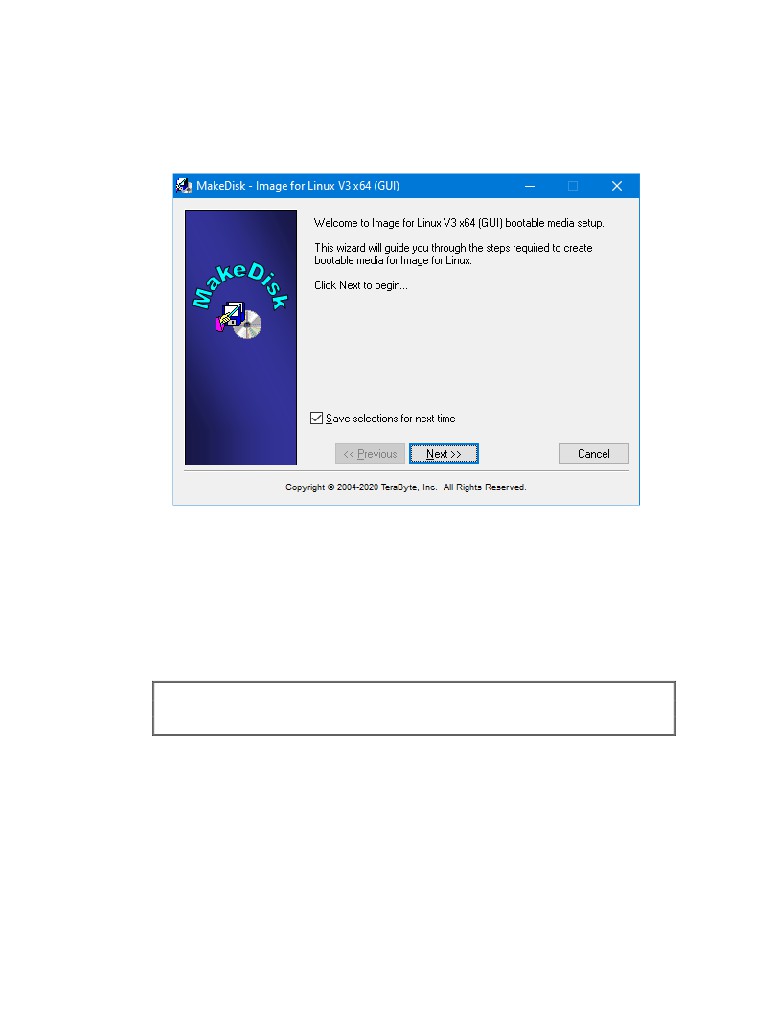 MakeDisk - Image for Linux V3 x64 (GUI)
Welcome to Image for Linux V3 x64 (GUI) bootable media setup.
This wizard will guide you through the steps required to create
bootable media for Image for Linux.
Click Next to begin...
MakeDisk
Save selections for next time
<< Previous
Next >>
Cancel
Copyright © 2004-2020 TeraByte, Inc. All Rights Reserved.